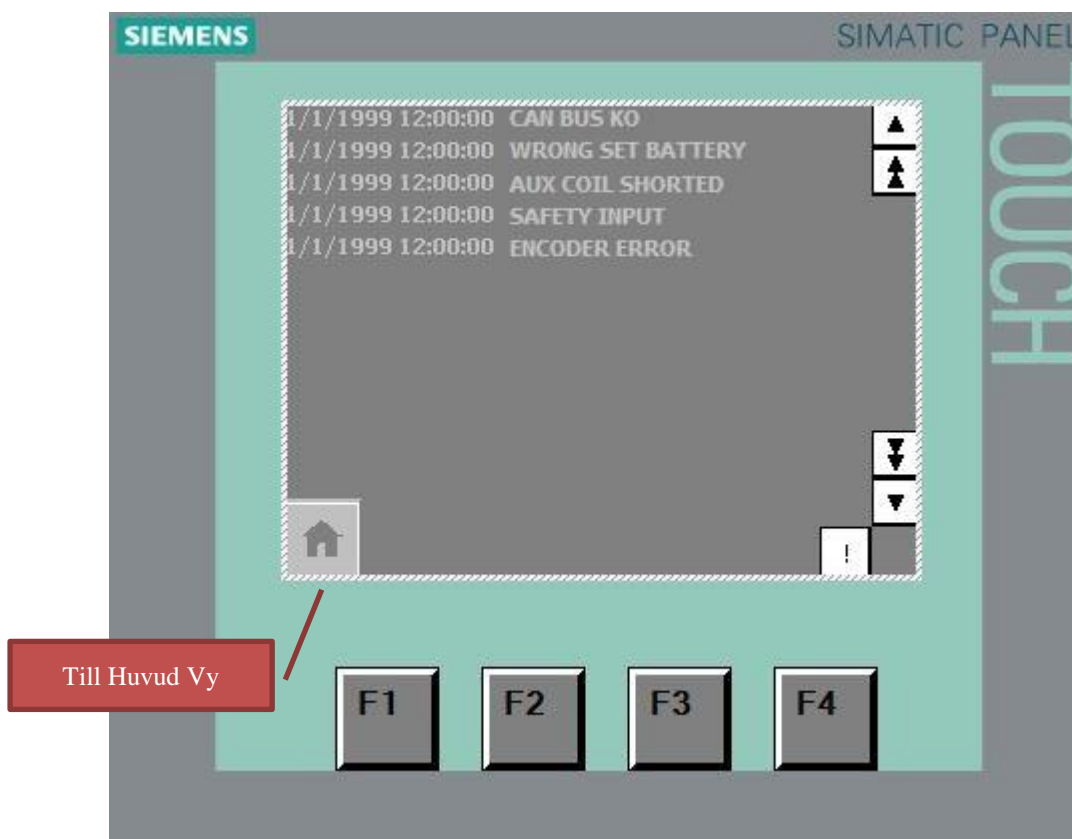 SIEMENS
SIMATIC PANEL
TOUCH
1/1/1999 12:00:00 CAN BUS KO
1/1/1999 12:00:00 WRONG SET BATTERY
1/1/1999 12:00:00 AUX COIL SHORTED
1/1/1999 12:00:00 SAFETY INPUT
1/1/1999 12:00:00 ENCODER ERROR
!
Till Huvud Vy
F1 F2 F3 F4